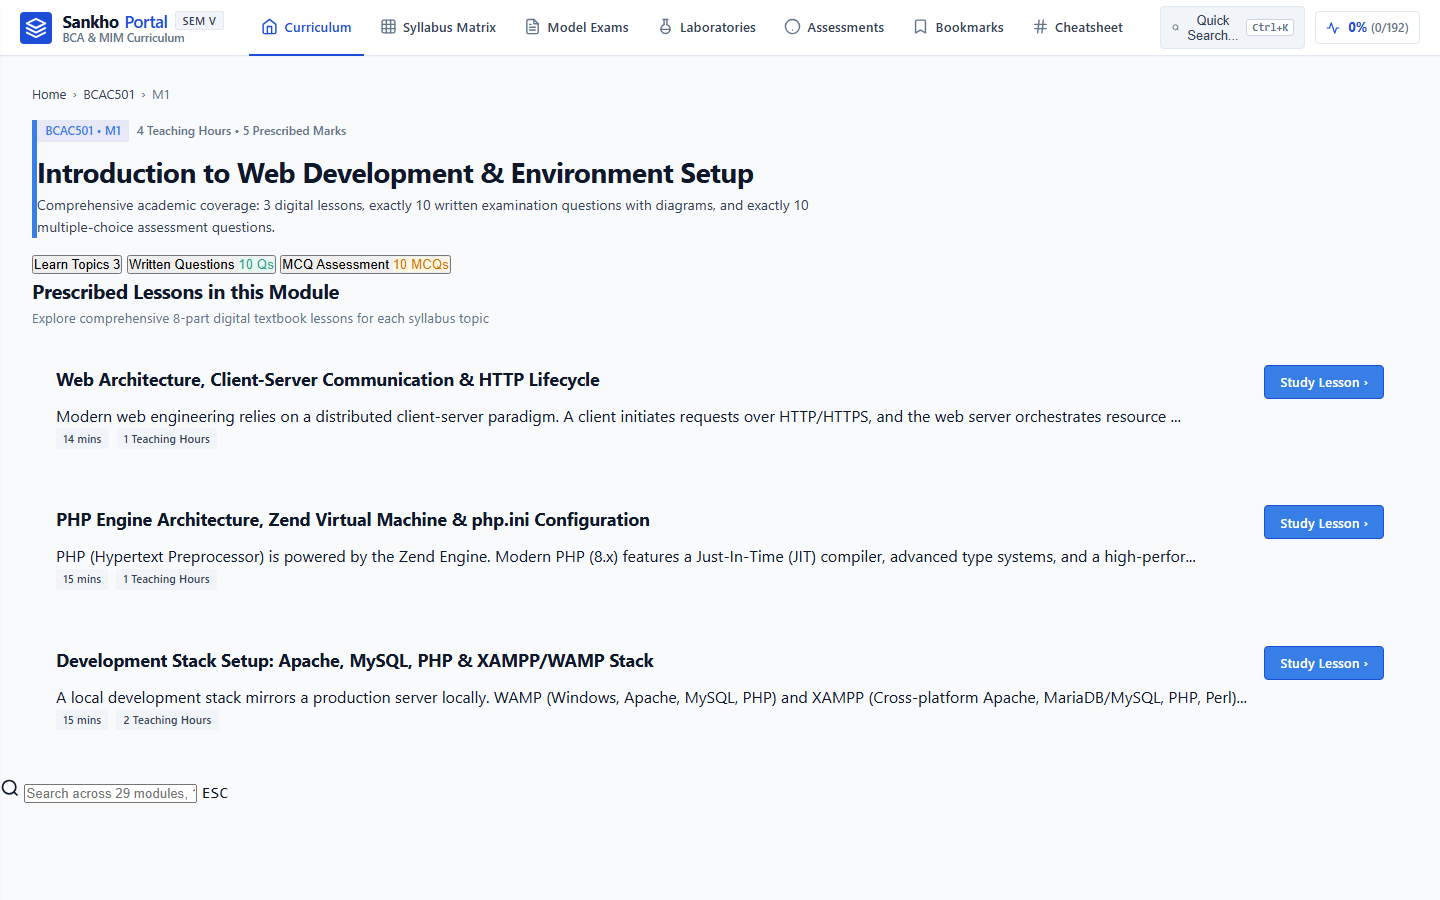 Sankho Portal SEM V
BCA & MIM Curriculum
Curriculum
Syllabus Matrix
Model Exams
Laboratories
Assessments
Bookmarks
Cheatsheet
Quick Search... Ctrl+K
0% (0/192)
Home › BCAC501 › M1
BCAC501 • M1 4 Teaching Hours • 5 Prescribed Marks
Introduction to Web Development & Environment Setup
Comprehensive academic coverage: 3 digital lessons, exactly 10 written examination questions with diagrams, and exactly 10
multiple-choice assessment questions.
Learn Topics 3 Written Questions 10 Qs MCQ Assessment 10 MCQs
Prescribed Lessons in this Module
Explore comprehensive 8-part digital textbook lessons for each syllabus topic
Web Architecture, Client-Server Communication & HTTP Lifecycle
Study Lesson ›
Modern web engineering relies on a distributed client-server paradigm. A client initiates requests over HTTP/HTTPS, and the web server orchestrates resource ...
14 mins 1 Teaching Hours
PHP Engine Architecture, Zend Virtual Machine & php.ini Configuration
Study Lesson ›
PHP (Hypertext Preprocessor) is powered by the Zend Engine. Modern PHP (8.x) features a Just-In-Time (JIT) compiler, advanced type systems, and a high-perfor...
15 mins 1 Teaching Hours
Development Stack Setup: Apache, MySQL, PHP & XAMPP/WAMP Stack
Study Lesson ›
A local development stack mirrors a production server locally. WAMP (Windows, Apache, MySQL, PHP) and XAMPP (Cross-platform Apache, MariaDB/MySQL, PHP, Perl)...
15 mins 2 Teaching Hours
Search across 29 modules, ESC